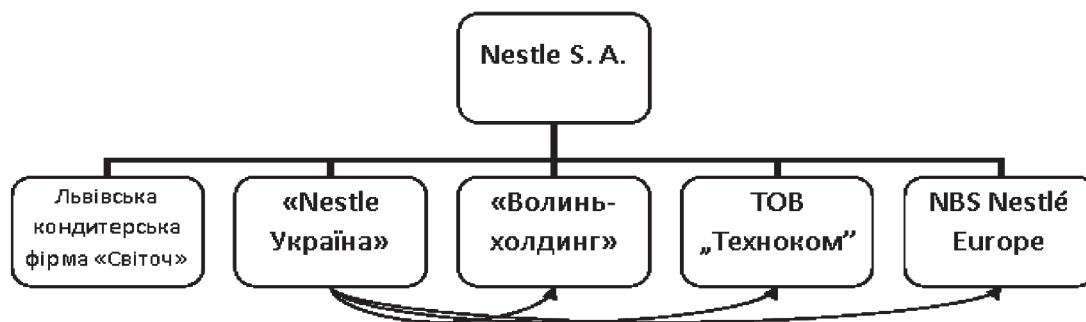 Nestle S. A.
Львівська
кондитерська
фірма «Світоч»
«Nestle
Україна»
«Волинь-
холдинг»
ТОВ
„Техноком”
NBS Nestlé
Europe